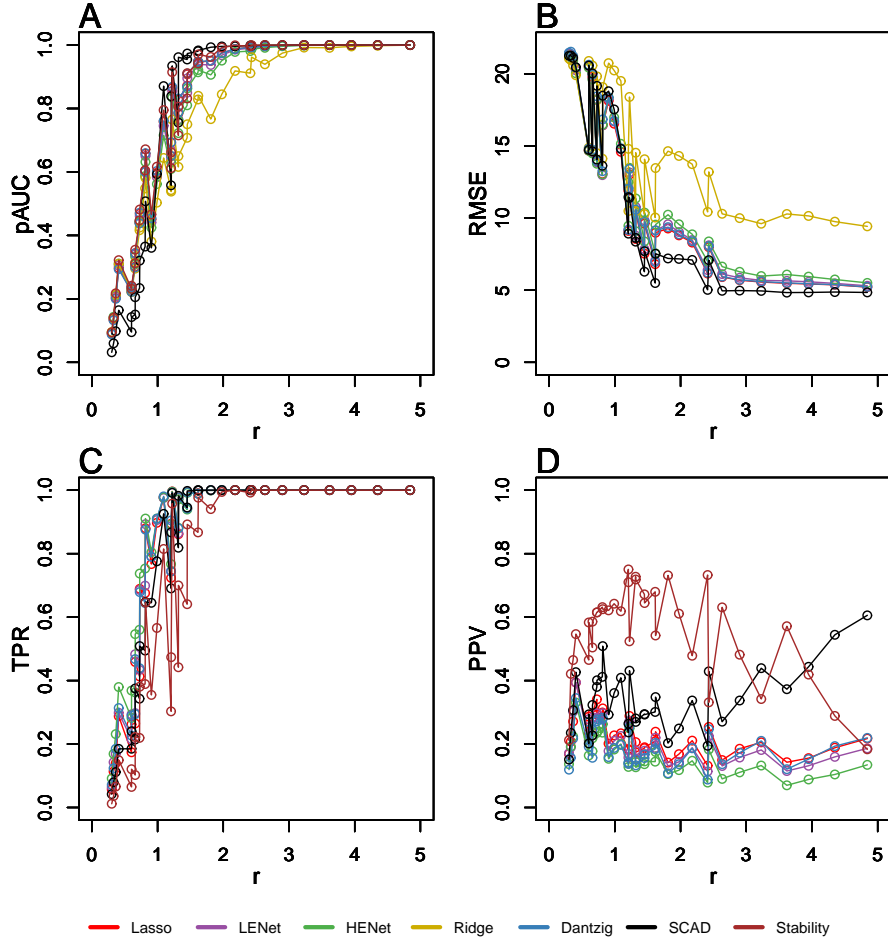 A
B
pAUC
0.0 0.2 0.4 0.6 0.8 1.0
0 1 2 3 4 5
r
RMSE
0 5 10 15 20
0 1 2 3 4 5
r
C
D
TPR
0.0 0.2 0.4 0.6 0.8 1.0
0 1 2 3 4 5
r
PPV
0.0 0.2 0.4 0.6 0.8 1.0
0 1 2 3 4 5
r
Lasso LENet HENet Ridge Dantzig SCAD Stability